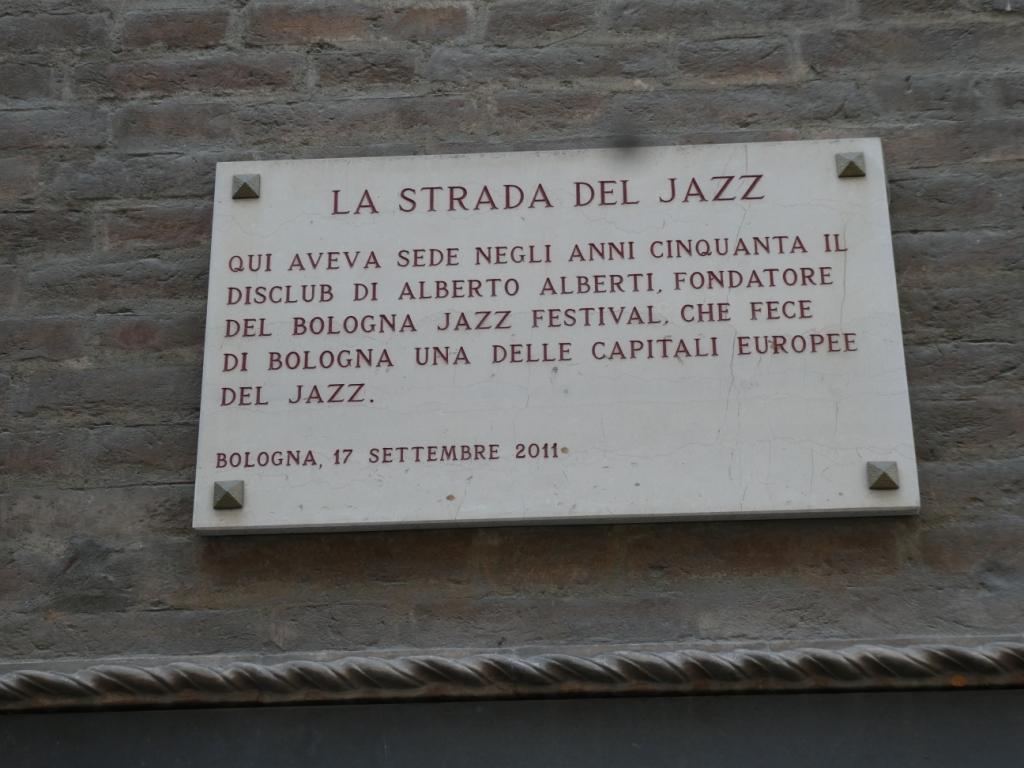 LA STRADA DEL JAZZ
QUI AVEVA SEDE NEGLI ANNI CINQUANTA IL
DISCLUB DI ALBERTO ALBERTI, FONDATORE
DEL BOLOGNA JAZZ FESTIVAL, CHE FECE
DI BOLOGNA UNA DELLE CAPITALI EUROPEE
DEL JAZZ.
BOLOGNA, 17 SETTEMBRE 2011